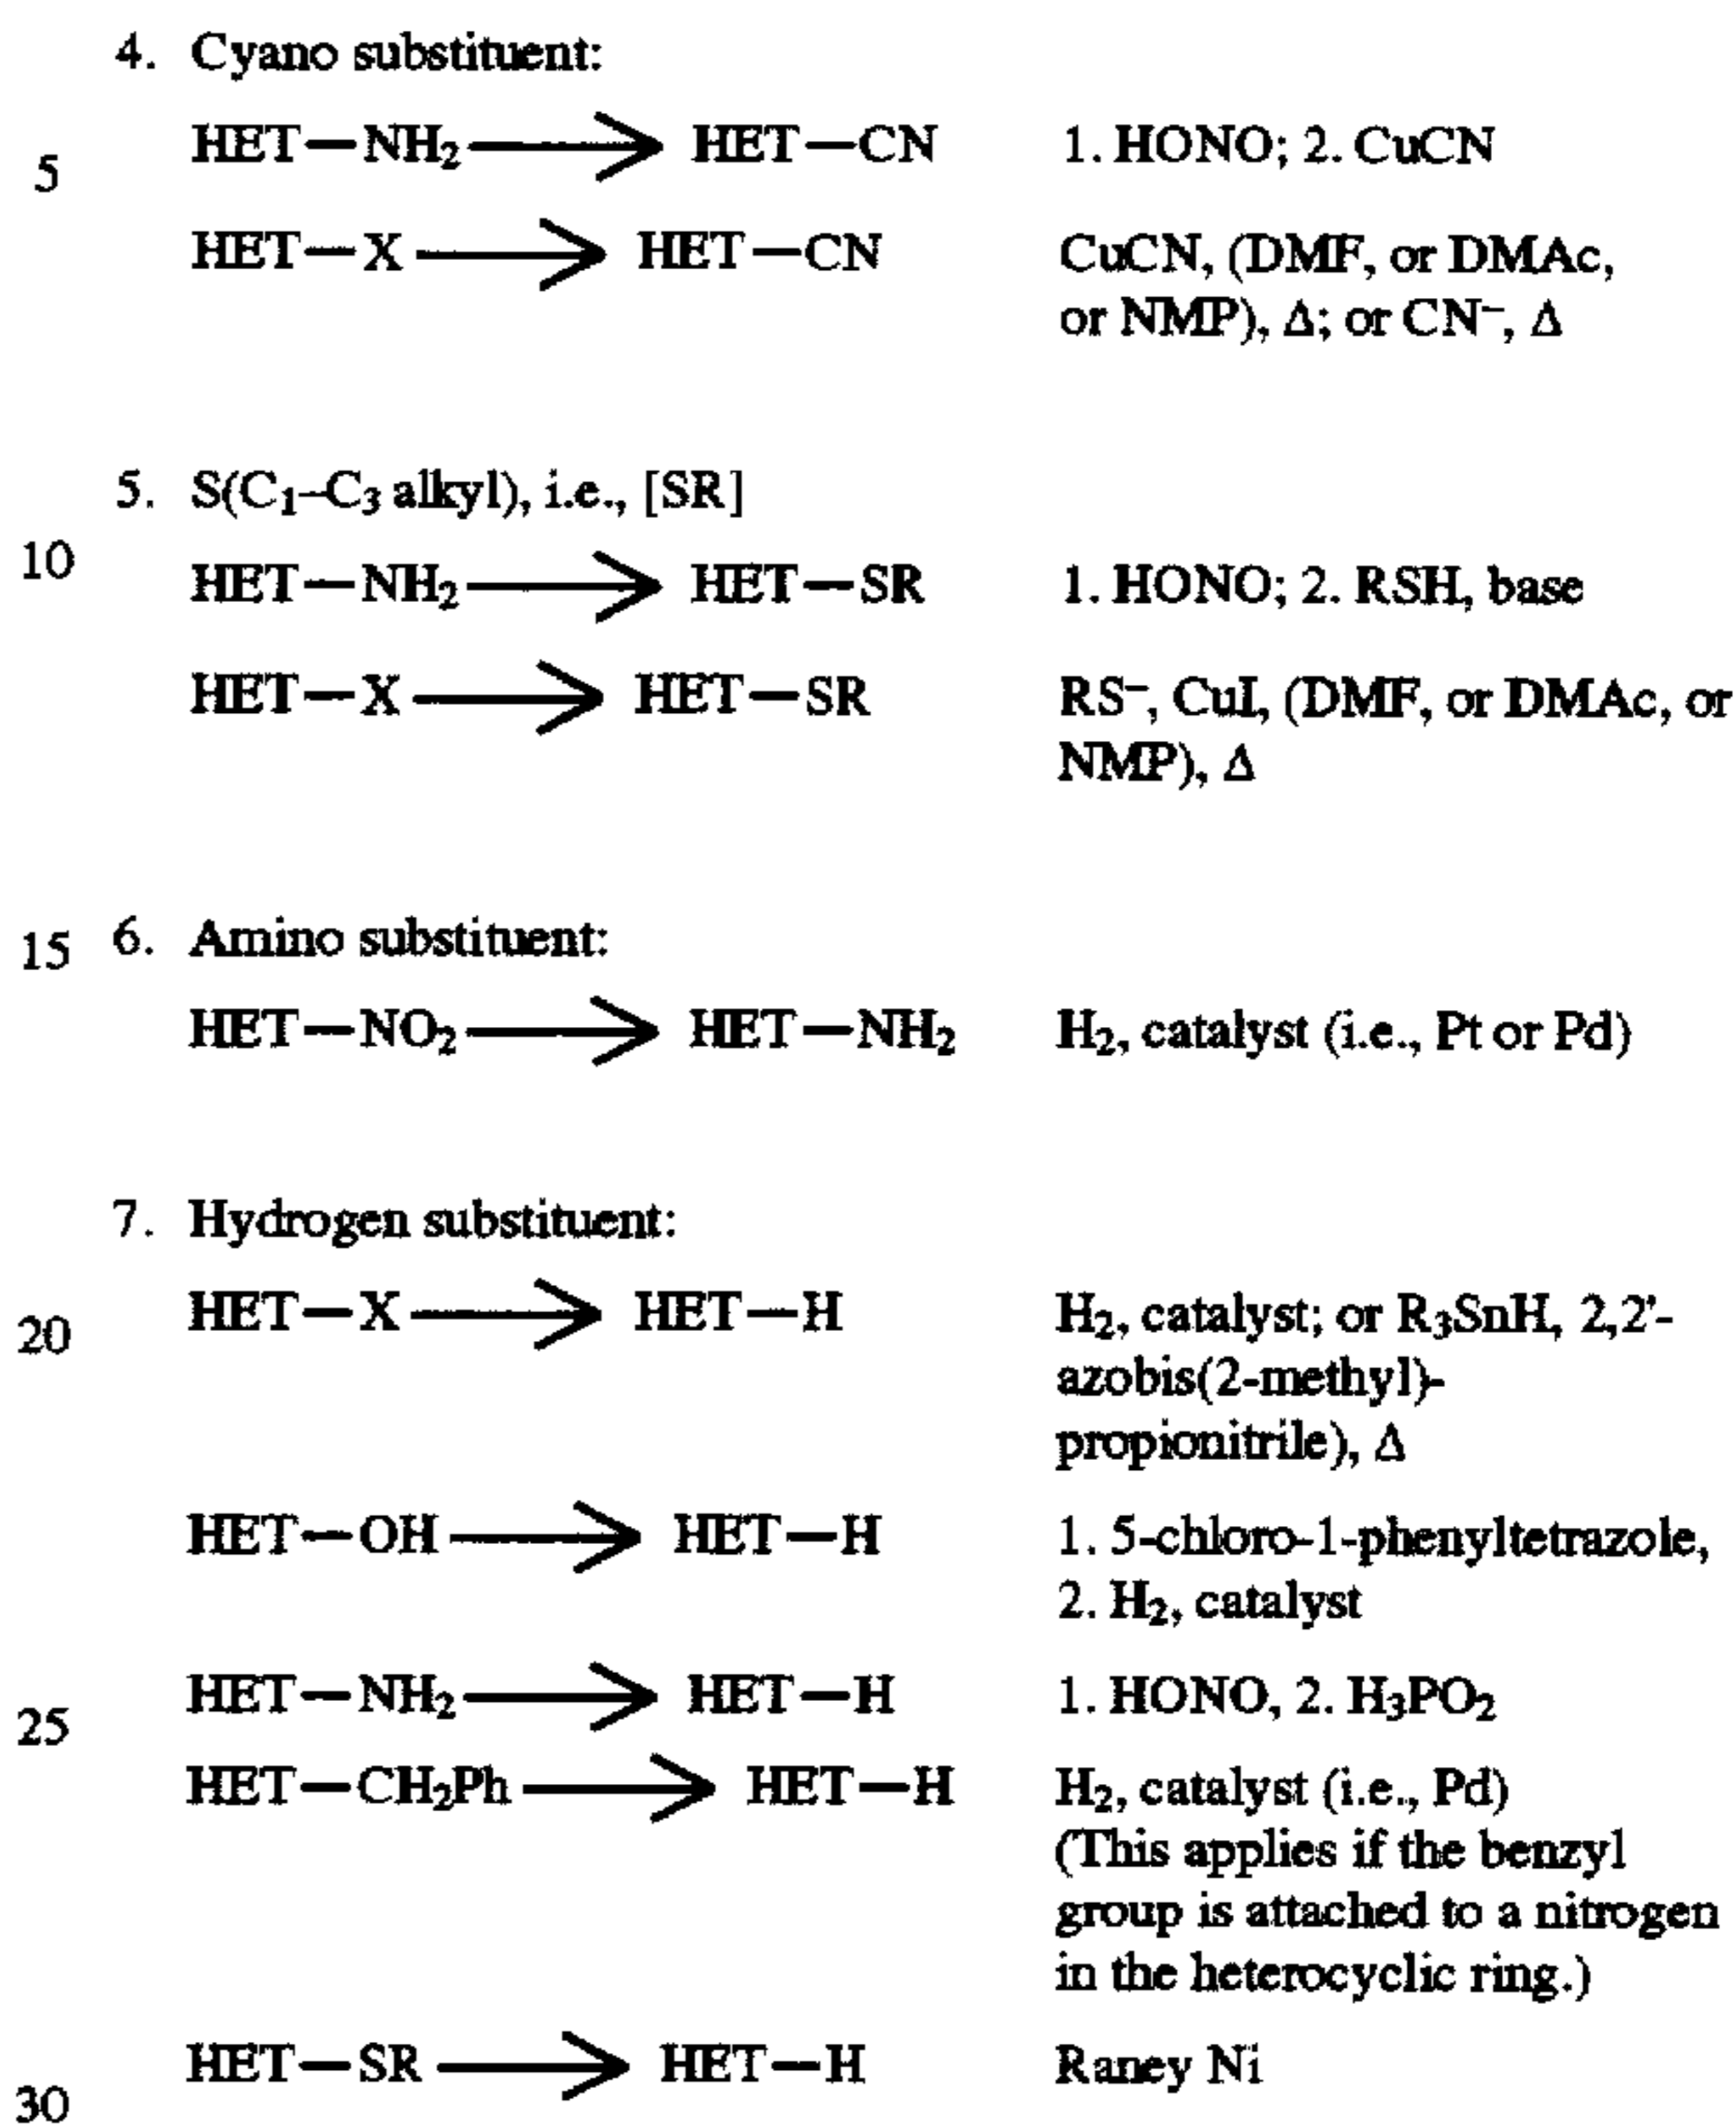 4. Cyano substituent:
5 HET—NH₂ ⟶ HET—CN 1. HONO; 2. CuCN
HET—X ⟶ HET—CN CuCN, (DMF, or DMAc,
or NMP), Δ; or CN⁻, Δ
5. S(C₁–C₃ alkyl), i.e., [SR]
10 HET—NH₂ ⟶ HET—SR 1. HONO; 2. RSH, base
HET—X ⟶ HET—SR RS⁻, CuI, (DMF, or DMAc, or
NMP), Δ
15 6. Amino substituent:
HET—NO₂ ⟶ HET—NH₂ H₂, catalyst (i.e., Pt or Pd)
7. Hydrogen substituent:
20 HET—X ⟶ HET—H H₂, catalyst; or R₃SnH, 2,2'-
azobis(2-methyl)-
propionitrile), Δ
HET—OH ⟶ HET—H 1. 5-chloro-1-phenyltetrazole,
2. H₂, catalyst
25 HET—NH₂ ⟶ HET—H 1. HONO, 2. H₃PO₂
HET—CH₂Ph ⟶ HET—H H₂, catalyst (i.e., Pd)
(This applies if the benzyl
group is attached to a nitrogen
in the heterocyclic ring.)
30 HET—SR ⟶ HET—H Raney Ni